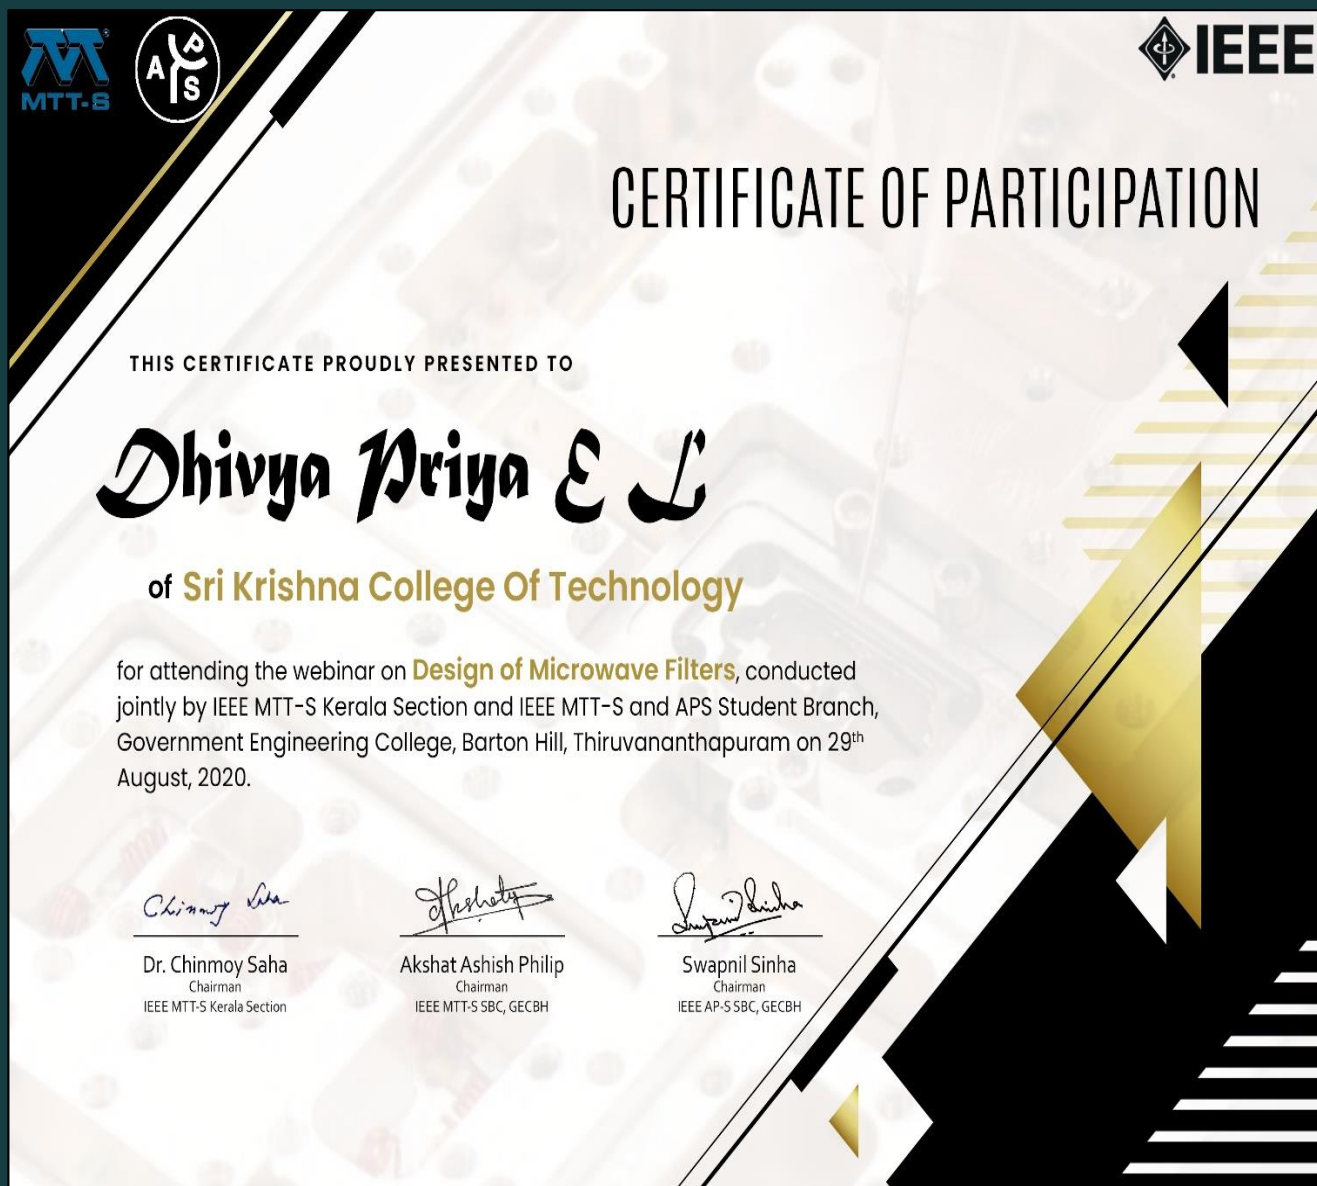 MTT-S
A P S
IEEE
CERTIFICATE OF PARTICIPATION
THIS CERTIFICATE PROUDLY PRESENTED TO
Dhivya Priya E L
of Sri Krishna College Of Technology
for attending the webinar on Design of Microwave Filters, conducted
jointly by IEEE MTT-S Kerala Section and IEEE MTT-S and APS Student Branch,
Government Engineering College, Barton Hill, Thiruvananthapuram on 29th
August, 2020.
Chinmoy Saha
Akshat
Swapnil Sinha
Dr. Chinmoy Saha
Chairman
IEEE MTT-S Kerala Section
Akshat Ashish Philip
Chairman
IEEE MTT-S SBC, GECBH
Swapnil Sinha
Chairman
IEEE AP-S SBC, GECBH